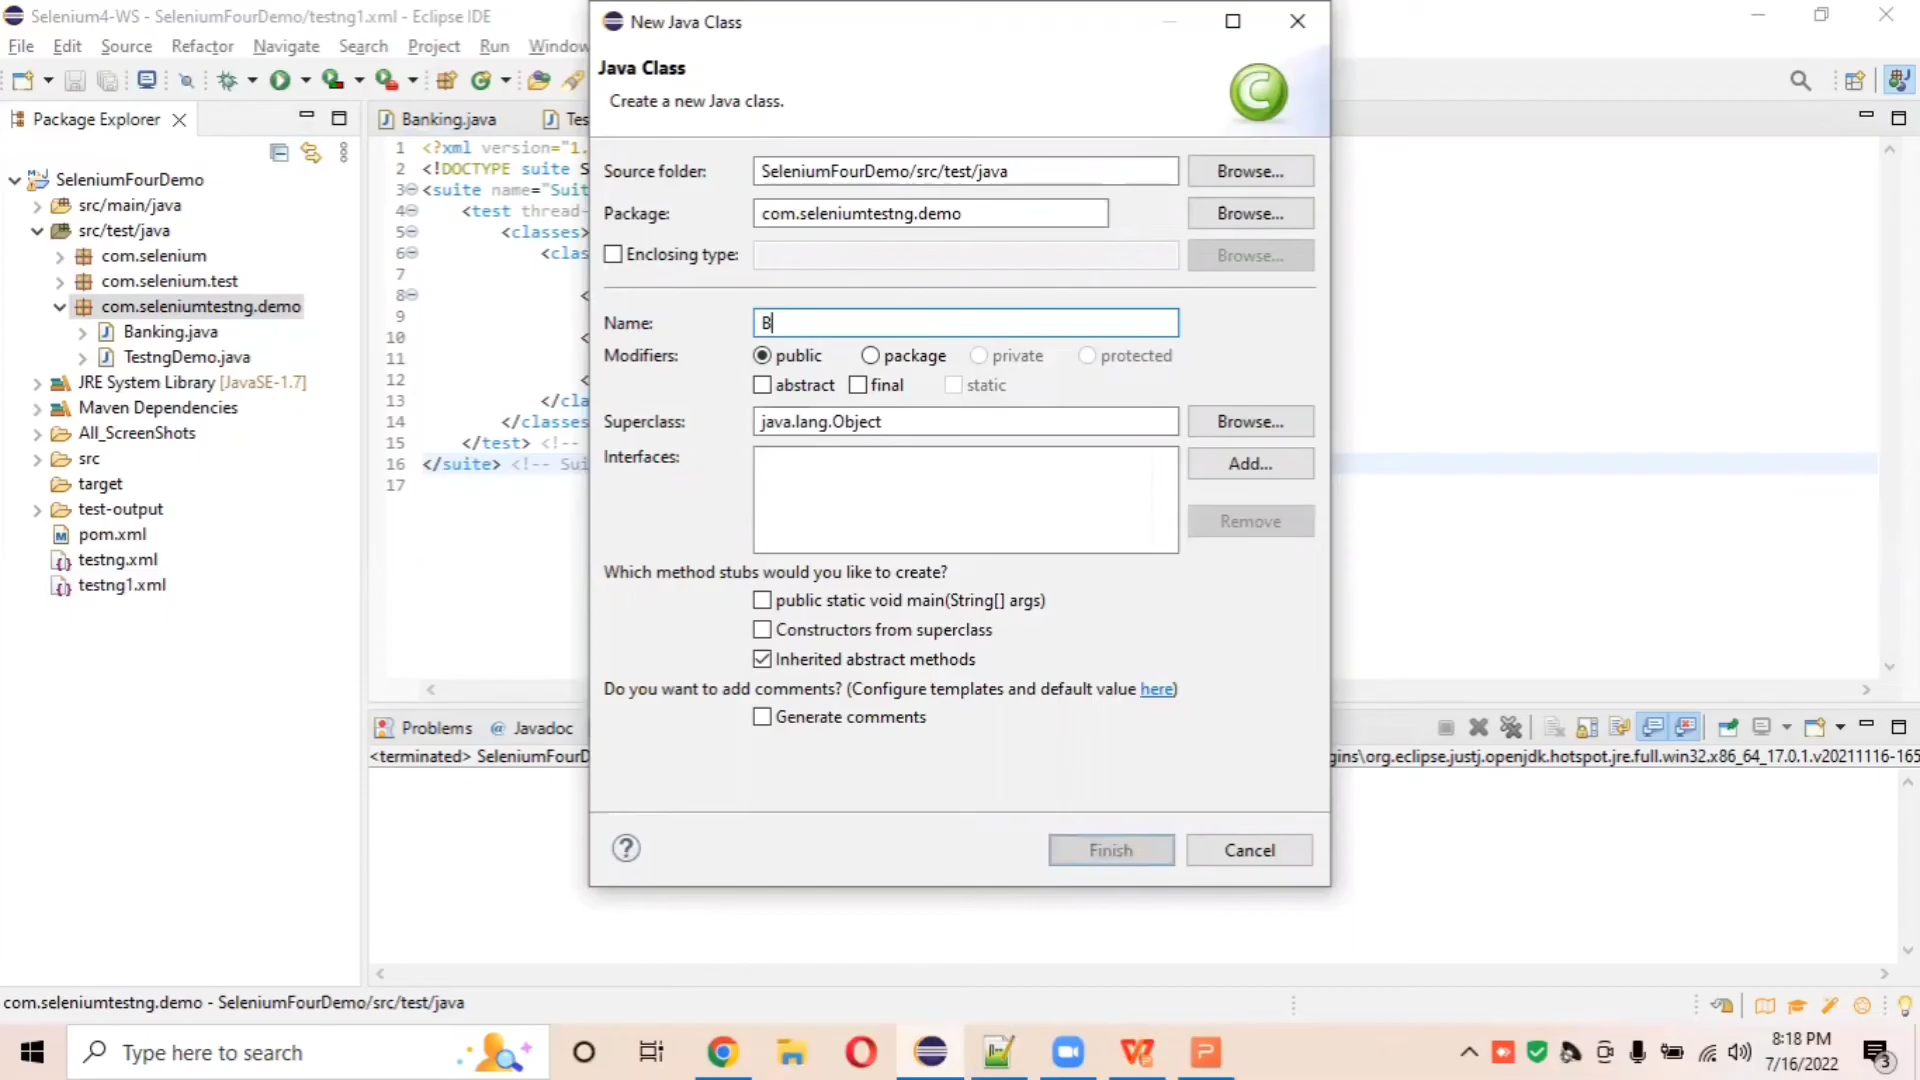 Selenium4-WS - SeleniumFourDemo/testng1.xml - Eclipse IDE
File Edit Source Refactor Navigate Search Project Run Window
Package Explorer
SeleniumFourDemo
src/main/java
src/test/java
com.selenium
com.selenium.test
com.seleniumtestng.demo
Banking.java
TestngDemo.java
JRE System Library [JavaSE-1.7]
Maven Dependencies
All_ScreenShots
src
target
test-output
pom.xml
testng.xml
testng1.xml
Banking.java
1 <?xml version="1.
2 <!DOCTYPE suite S
3 <suite name="Suit
4 <test thread-
5 <classes>
6 <clas
7
8 <
9
10 <
11
12 <
13 </cla
14 </classes
15 </test> <!--
16 </suite> <!-- Sui
17
New Java Class
Java Class
Create a new Java class.
C
Source folder: SeleniumFourDemo/src/test/java Browse...
Package: com.seleniumtestng.demo Browse...
Enclosing type: Browse...
Name: B
Modifiers: public package private protected
abstract final static
Superclass: java.lang.Object Browse...
Interfaces: Add...
Remove
Which method stubs would you like to create?
public static void main(String[] args)
Constructors from superclass
Inherited abstract methods
Do you want to add comments? (Configure templates and default value here)
Generate comments
? Finish Cancel
Problems @ Javadoc
<terminated> SeleniumFourD
gins\org.eclipse.justj.openjdk.hotspot.jre.full.win32.x86_64_17.0.1.v20211116-165
com.seleniumtestng.demo - SeleniumFourDemo/src/test/java
Type here to search
8:18 PM
7/16/2022
3